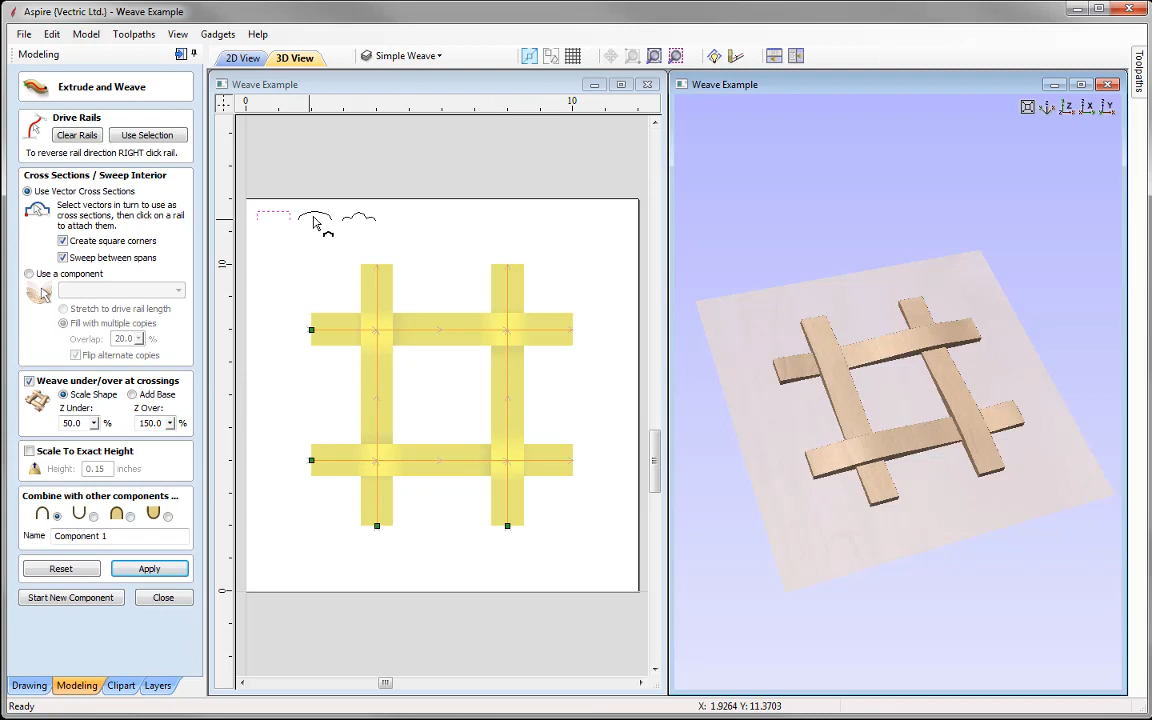 Aspire {Vectric Ltd.} - Weave Example
File Edit Model Toolpaths View Gadgets Help
Modeling
2D View 3D View Simple Weave
Extrude and Weave
Drive Rails
Clear Rails Use Selection
To reverse rail direction RIGHT click rail.
Cross Sections / Sweep Interior
Use Vector Cross Sections
Select vectors in turn to use as
cross sections, then click on a rail
to attach them.
Create square corners
Sweep between spans
Use a component
Stretch to drive rail length
Fill with multiple copies
Overlap: 20.0 %
Flip alternate copies
Weave under/over at crossings
Scale Shape Add Base
Z Under: Z Over:
50.0 % 150.0 %
Scale To Exact Height
Height: 0.15 inches
Combine with other components ...
Name Component 1
Reset Apply
Start New Component Close
Drawing Modeling Clipart Layers
Ready
Weave Example
0 10
10
0
Weave Example
Z X Y
Toolpaths
X: 1.9264 Y: 11.3703